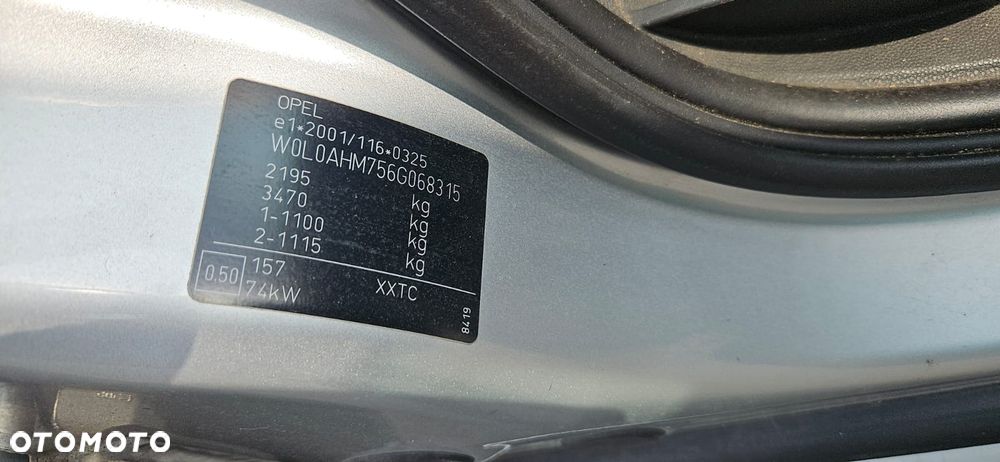 OPEL
e1*2001/116*0325
W0L0AHM756G068315
2195 kg
3470 kg
1-1100 kg
2-1115 kg
0.50 157 XXTC
74kW
8419
OTOMOTO